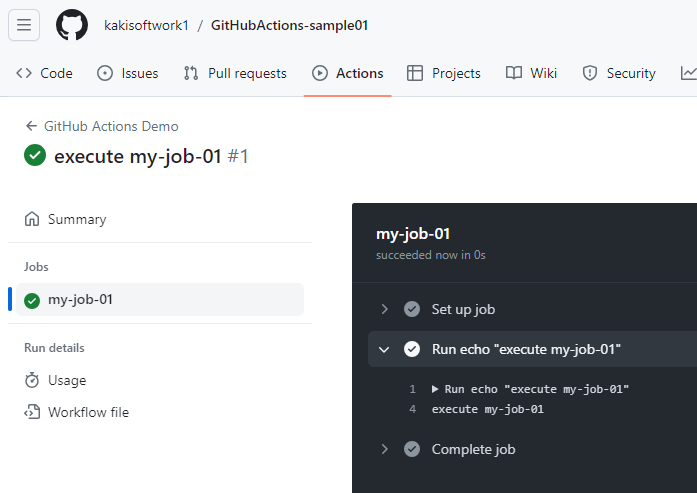 kakisoftwork1 / GitHubActions-sample01
Code Issues Pull requests Actions Projects Wiki Security
GitHub Actions Demo
execute my-job-01 #1
Summary
Jobs
my-job-01
Run details
Usage
Workflow file
my-job-01
succeeded now in 0s
Set up job
Run echo "execute my-job-01"
1 Run echo "execute my-job-01"
4 execute my-job-01
Complete job